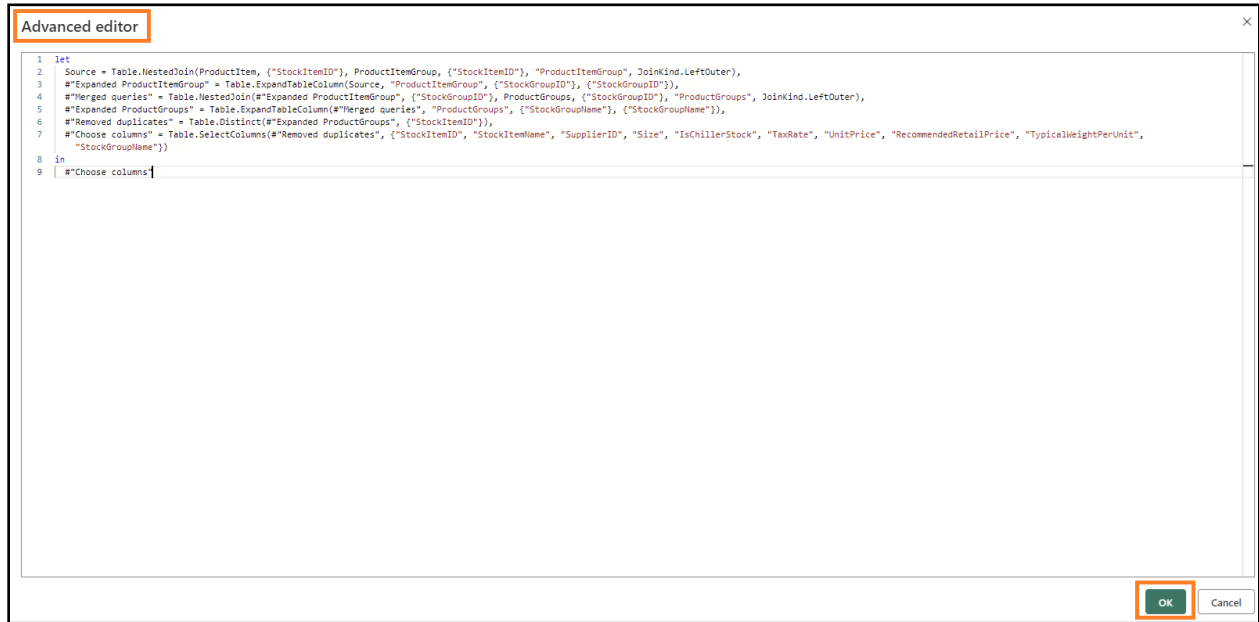 Advanced editor
1 let
2 Source = Table.NestedJoin(ProductItem, {"StockItemID"}, ProductItemGroup, {"StockItemID"}, "ProductItemGroup", JoinKind.LeftOuter),
3 #"Expanded ProductItemGroup" = Table.ExpandTableColumn(Source, "ProductItemGroup", {"StockGroupID"}, {"StockGroupID"}),
4 #"Merged queries" = Table.NestedJoin(#"Expanded ProductItemGroup", {"StockGroupID"}, ProductGroups, {"StockGroupID"}, "ProductGroups", JoinKind.LeftOuter),
5 #"Expanded ProductGroups" = Table.ExpandTableColumn(#"Merged queries", "ProductGroups", {"StockGroupName"}, {"StockGroupName"}),
6 #"Removed duplicates" = Table.Distinct(#"Expanded ProductGroups", {"StockItemID"}),
7 #"Choose columns" = Table.SelectColumns(#"Removed duplicates", {"StockItemID", "StockItemName", "SupplierID", "Size", "IsChillerStock", "TaxRate", "UnitPrice", "RecommendedRetailPrice", "TypicalWeightPerUnit",
"StockGroupName"})
8 in
9 #"Choose columns"
OK Cancel